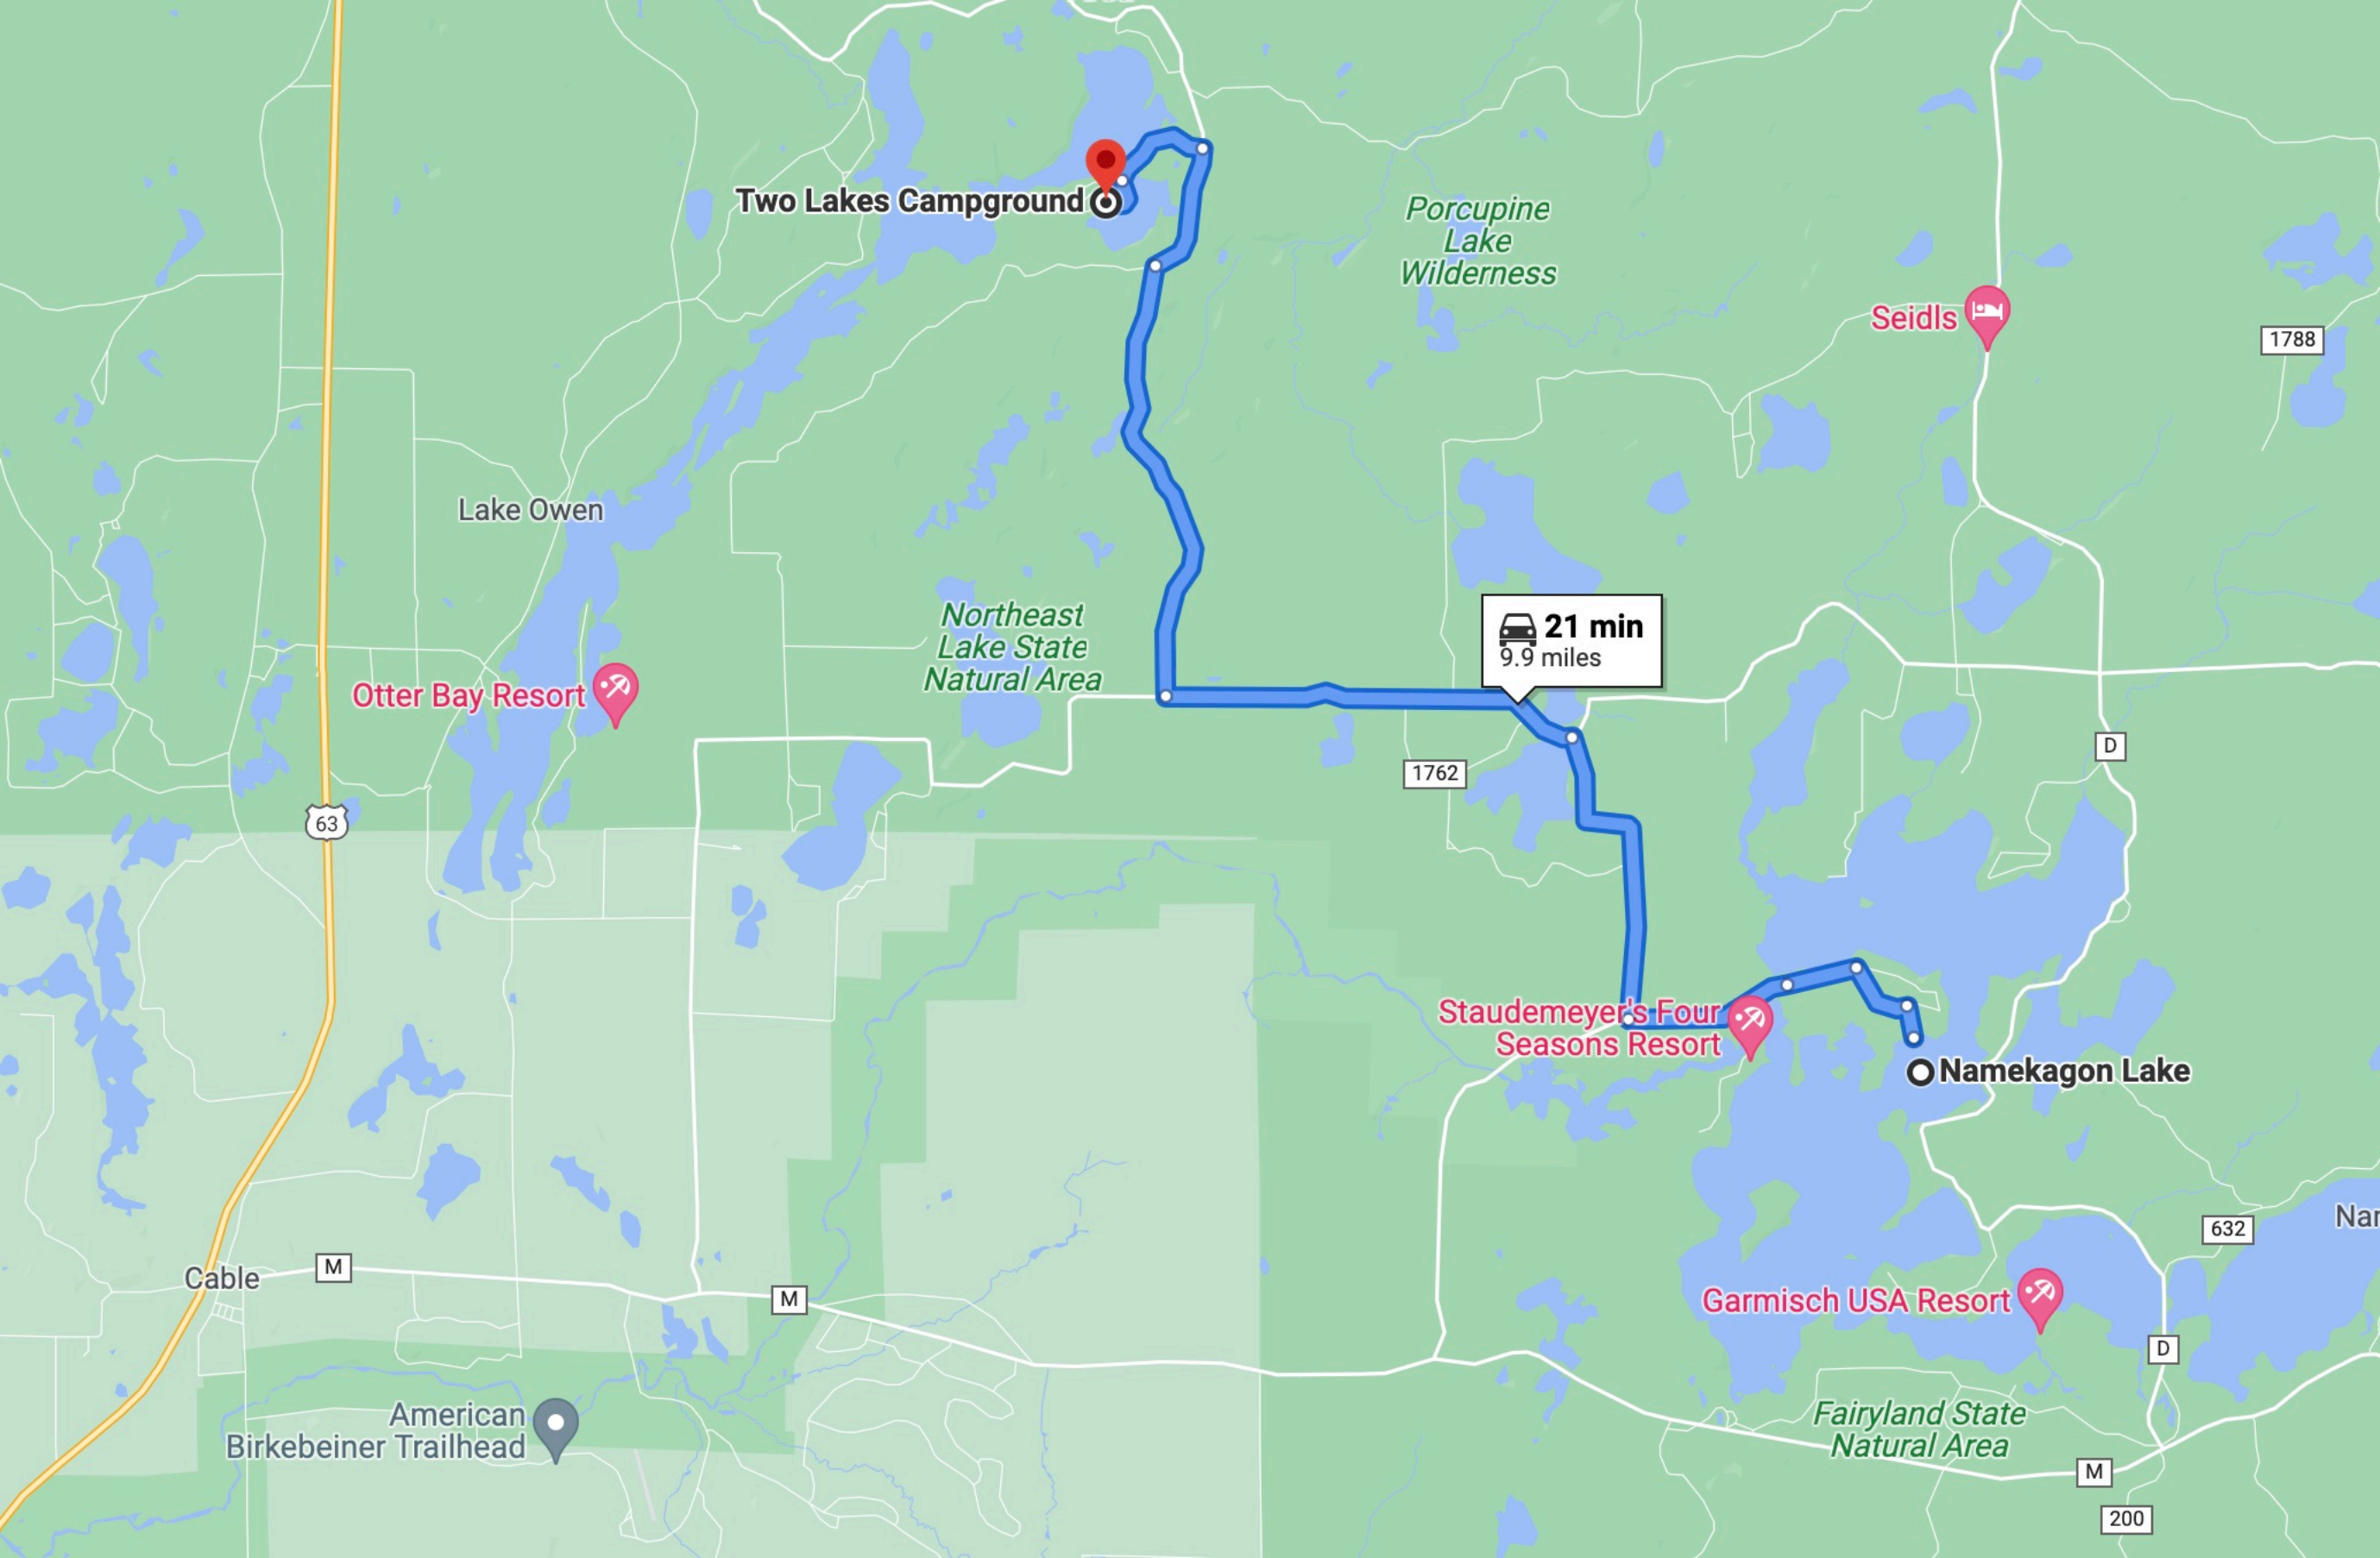 Two Lakes Campground
Porcupine
Lake
Wilderness
Seidls
1788
Lake Owen
Northeast
Lake State
Natural Area
21 min
9.9 miles
Otter Bay Resort
D
1762
63
Staudemeyer's Four
Seasons Resort
Namekagon Lake
Nar
632
M
Cable
M
Garmisch USA Resort
D
American
Birkebeiner Trailhead
Fairyland State
Natural Area
M
200